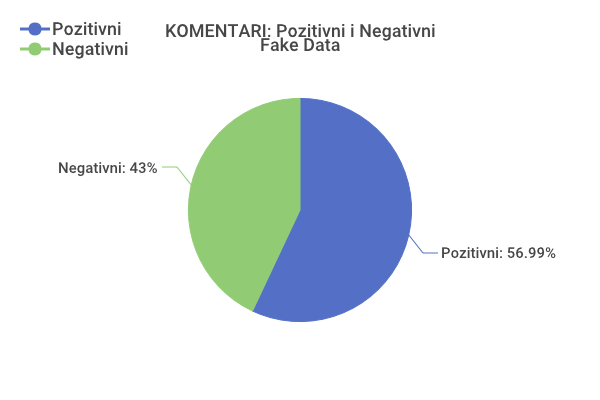 Pozitivni
Negativni
KOMENTARI: Pozitivni i Negativni
Fake Data
Negativni: 43%
Pozitivni: 56.99%